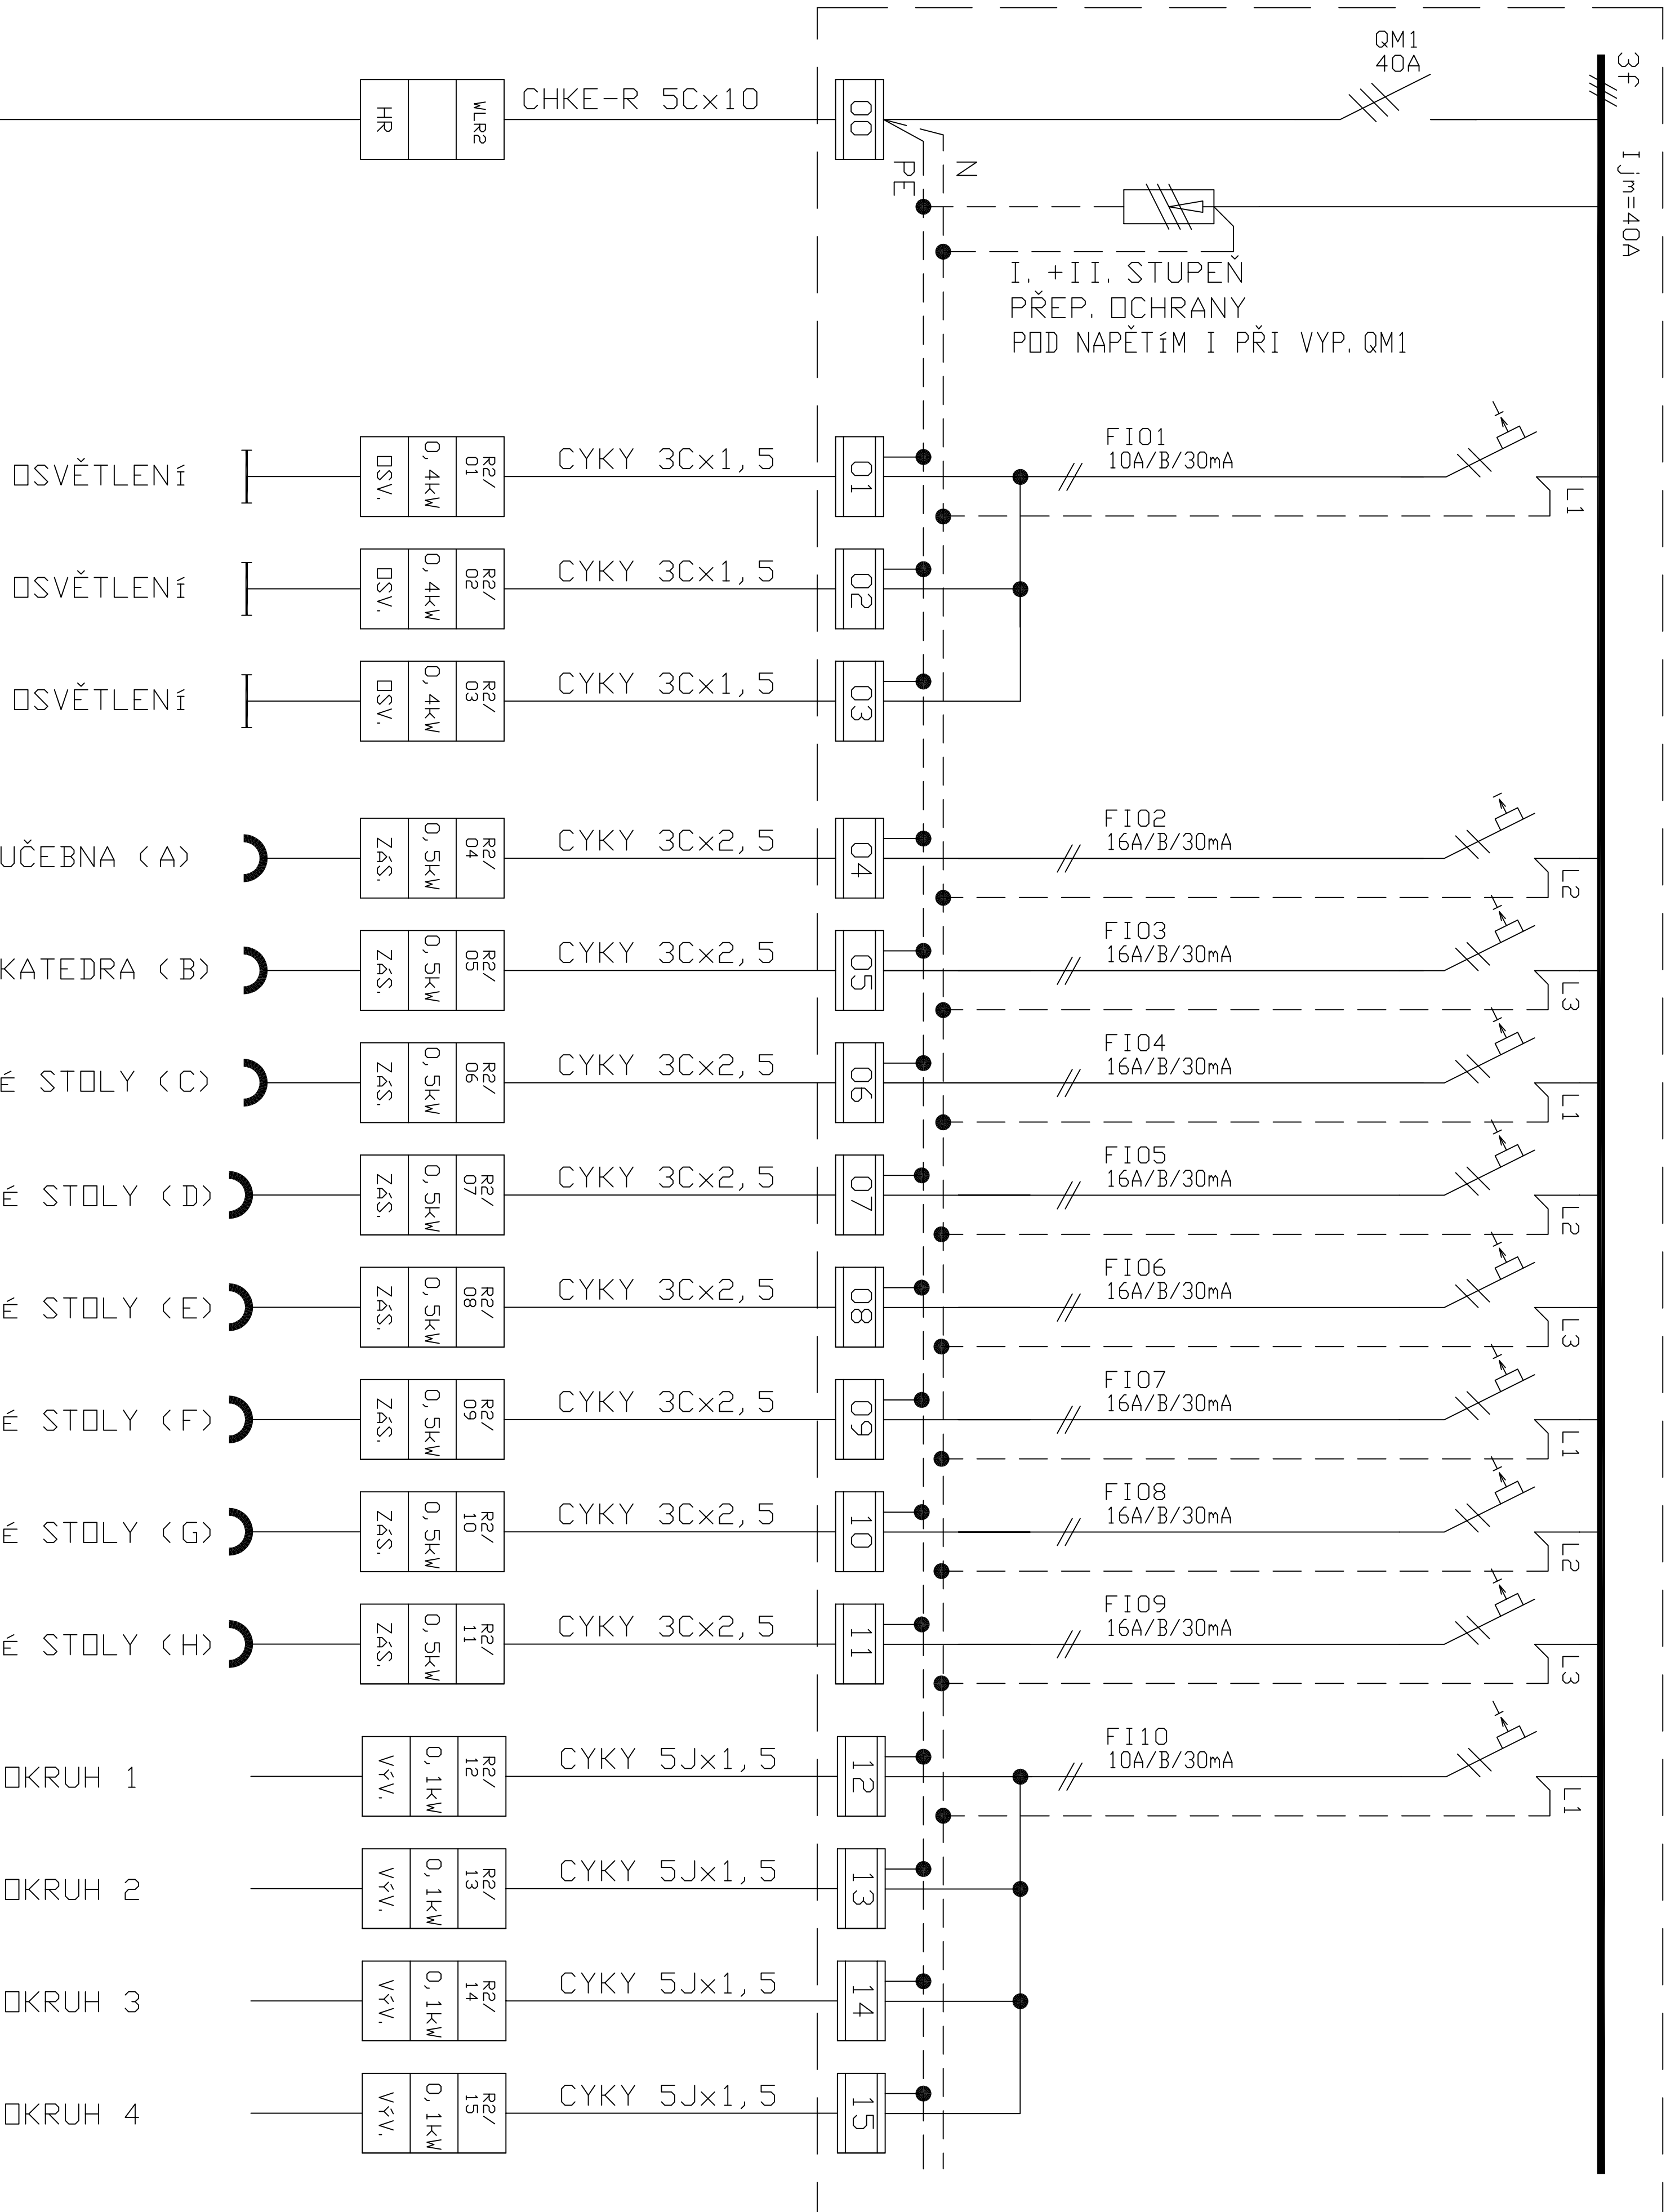 QM1
40A
3f
Ijm=40A
CHKE-R 5Cx10
WLR2
HR
00
N
PE
I. +II. STUPEŇ
PŘEP. OCHRANY
POD NAPĚTíM I PŘI VYP. QM1
OSVĚTLENí
R2/
01
0,4kW
OSV.
CYKY 3Cx1,5
01
FI01
10A/B/30mA
L1
OSVĚTLENí
R2/
02
0,4kW
OSV.
CYKY 3Cx1,5
02
OSVĚTLENí
R2/
03
0,4kW
OSV.
CYKY 3Cx1,5
03
UČEBNA (A)
R2/
04
0,5kW
ZÁS.
CYKY 3Cx2,5
04
FI02
16A/B/30mA
L2
KATEDRA (B)
R2/
05
0,5kW
ZÁS.
CYKY 3Cx2,5
05
FI03
16A/B/30mA
L3
É STOLY (C)
R2/
06
0,5kW
ZÁS.
CYKY 3Cx2,5
06
FI04
16A/B/30mA
L1
É STOLY (D)
R2/
07
0,5kW
ZÁS.
CYKY 3Cx2,5
07
FI05
16A/B/30mA
L2
É STOLY (E)
R2/
08
0,5kW
ZÁS.
CYKY 3Cx2,5
08
FI06
16A/B/30mA
L3
É STOLY (F)
R2/
09
0,5kW
ZÁS.
CYKY 3Cx2,5
09
FI07
16A/B/30mA
L1
É STOLY (G)
R2/
10
0,5kW
ZÁS.
CYKY 3Cx2,5
10
FI08
16A/B/30mA
L2
É STOLY (H)
R2/
11
0,5kW
ZÁS.
CYKY 3Cx2,5
11
FI09
16A/B/30mA
L3
OKRUH 1
R2/
12
0,1kW
VÝV.
CYKY 5Jx1,5
12
FI10
10A/B/30mA
L1
OKRUH 2
R2/
13
0,1kW
VÝV.
CYKY 5Jx1,5
13
OKRUH 3
R2/
14
0,1kW
VÝV.
CYKY 5Jx1,5
14
OKRUH 4
R2/
15
0,1kW
VÝV.
CYKY 5Jx1,5
15